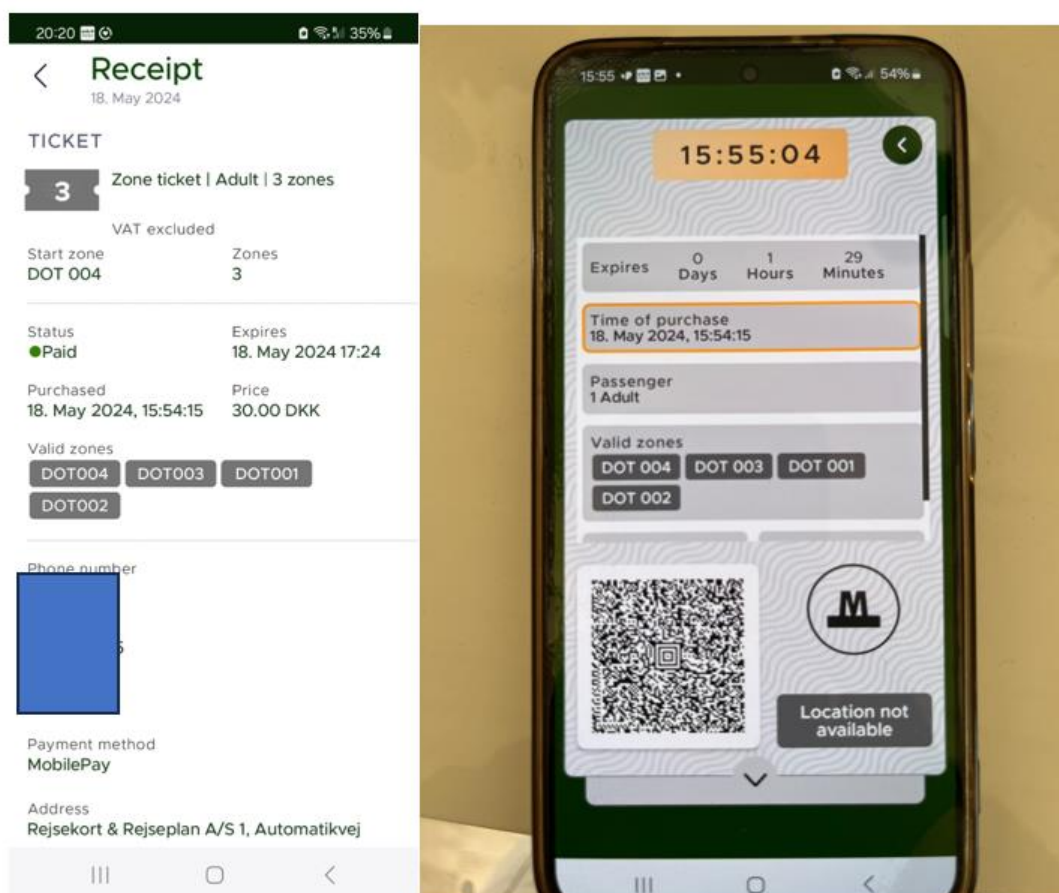 20:20
35%
Receipt
18. May 2024
TICKET
3
Zone ticket | Adult | 3 zones
VAT excluded
Start zone
Zones
DOT 004
3
Status
Expires
Paid
18. May 2024 17:24
Purchased
Price
18. May 2024, 15:54:15
30.00 DKK
Valid zones
DOT004 DOT003 DOT001
DOT002
Phone number
Payment method
MobilePay
Address
Rejsekort & Rejseplan A/S 1, Automatikvej
15:55
54%
15:55:04
Expires
0 Days
1 Hours
29 Minutes
Time of purchase
18. May 2024, 15:54:15
Passenger
1 Adult
Valid zones
DOT 004 DOT 003 DOT 001
DOT 002
M
Location not
available